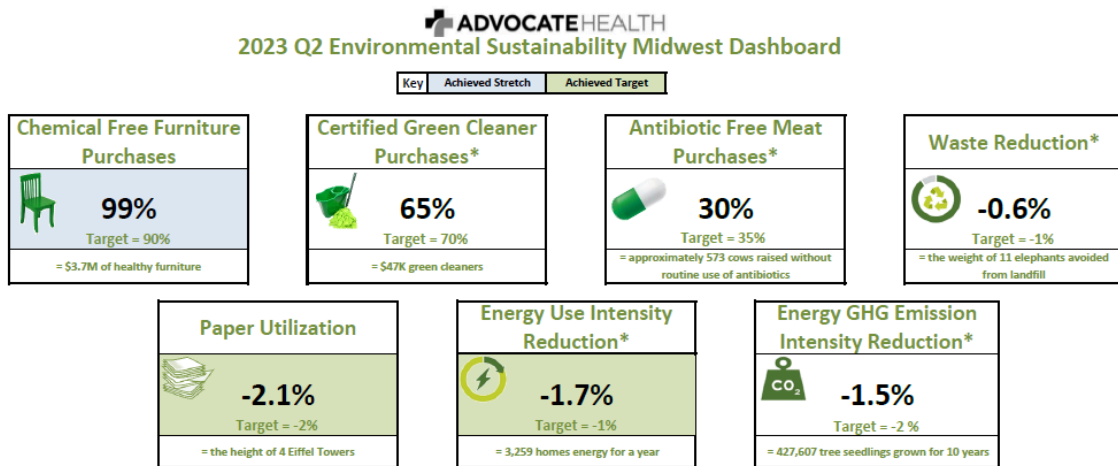 ADVOCATEHEALTH
2023 Q2 Environmental Sustainability Midwest Dashboard
Key Achieved Stretch Achieved Target
Chemical Free Furniture
Purchases
99%
Target = 90%
= $3.7M of healthy furniture
Certified Green Cleaner
Purchases*
65%
Target = 70%
= $47K green cleaners
Antibiotic Free Meat
Purchases*
30%
Target = 35%
= approximately 573 cows raised without
routine use of antibiotics
Waste Reduction*
-0.6%
Target = -1%
= the weight of 11 elephants avoided
from landfill
Paper Utilization
-2.1%
Target = -2%
= the height of 4 Eiffel Towers
Energy Use Intensity
Reduction*
-1.7%
Target = -1%
= 3,259 homes energy for a year
Energy GHG Emission
Intensity Reduction*
CO2
-1.5%
Target = -2 %
= 427,607 tree seedlings grown for 10 years